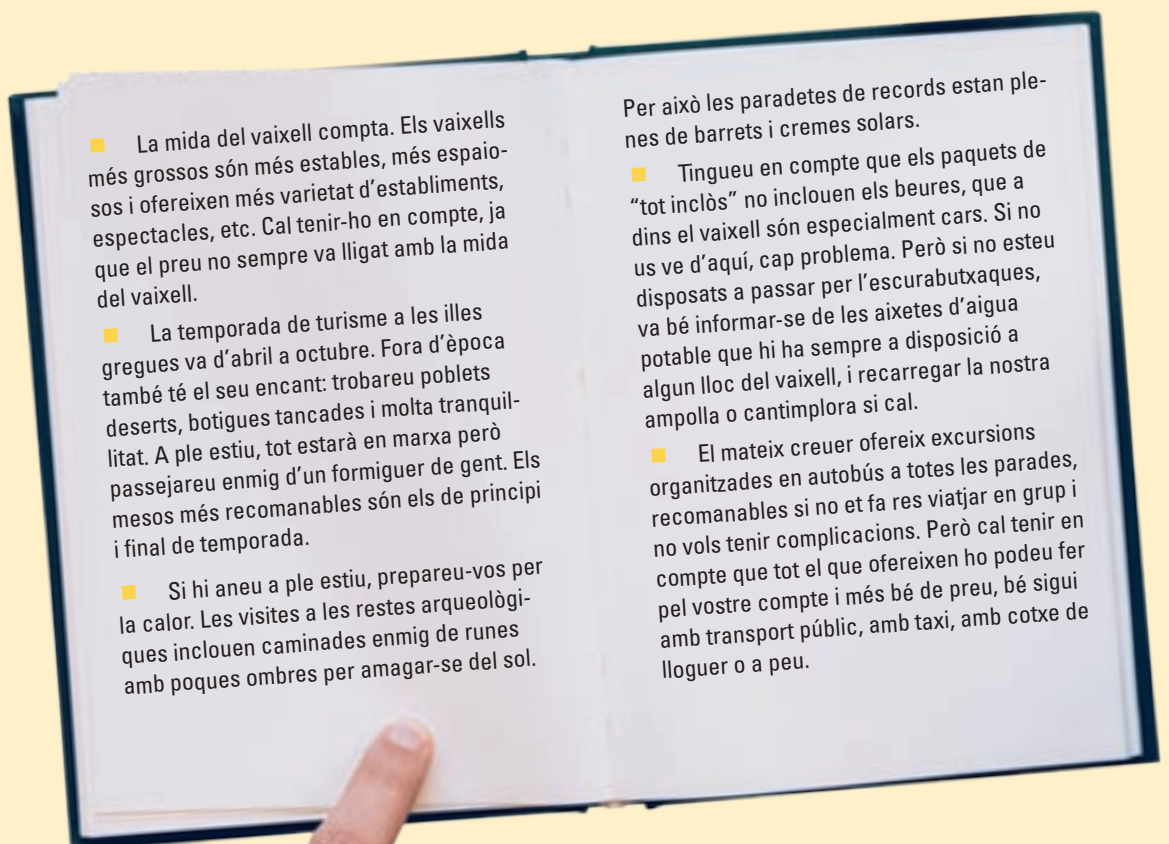 ■ La mida del vaixell compta. Els vaixells
més grossos són més estables, més espaio-
sos i ofereixen més varietat d’establiments,
espectacles, etc. Cal tenir-ho en compte, ja
que el preu no sempre va lligat amb la mida
del vaixell.
■ La temporada de turisme a les illes
gregues va d’abril a octubre. Fora d’època
també té el seu encant: trobareu poblets
deserts, botigues tancades i molta tranquil-
litat. A ple estiu, tot estarà en marxa però
passejareu enmig d’un formiguer de gent. Els
mesos més recomanables són els de principi
i final de temporada.
■ Si hi aneu a ple estiu, prepareu-vos per
la calor. Les visites a les restes arqueològi-
ques inclouen caminades enmig de runes
amb poques ombres per amagar-se del sol.
Per això les paradetes de records estan ple-
nes de barrets i cremes solars.
■ Tingueu en compte que els paquets de
“tot inclòs” no inclouen els beures, que a
dins el vaixell són especialment cars. Si no
us ve d’aquí, cap problema. Però si no esteu
disposats a passar per l’escurabutxaques,
va bé informar-se de les aixetes d’aigua
potable que hi ha sempre a disposició a
algun lloc del vaixell, i recarregar la nostra
ampolla o cantimplora si cal.
■ El mateix creuer ofereix excursions
organitzades en autobús a totes les parades,
recomanables si no et fa res viatjar en grup i
no vols tenir complicacions. Però cal tenir en
compte que tot el que ofereixen ho podeu fer
pel vostre compte i més bé de preu, bé sigui
amb transport públic, amb taxi, amb cotxe de
lloguer o a peu.